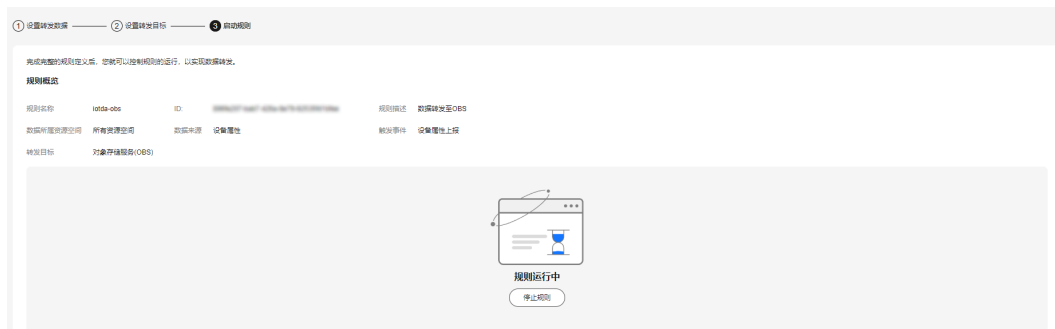 1 设置转发数据 2 设置转发目标 3 启动规则
完成完整的规则定义后，您就可以控制规则的运行，以实现数据转发。
规则概览
规则名称 iotda-obs ID: 规则描述 数据转发至OBS
数据所属资源空间 所有资源空间 数据来源 设备属性 触发事件 设备属性上报
转发目标 对象存储服务(OBS)
规则运行中
停止规则